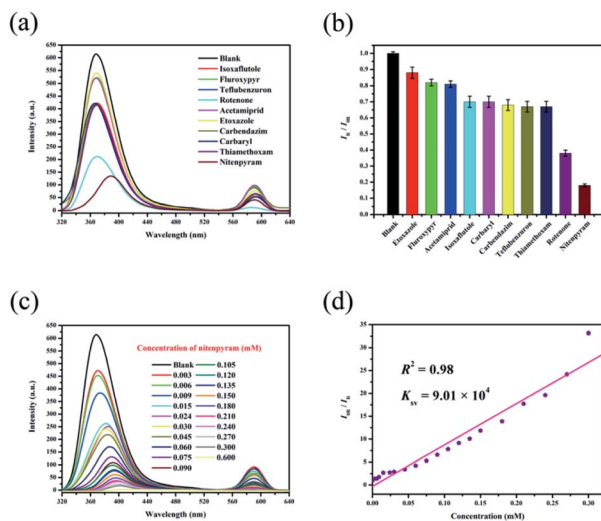 (a)
650
600
550
500
450
400
350
300
250
200
150
100
50
0
Intensity (a.u.)
320 360 400 440 480 520 560 600 640
Wavelength (nm)
Blank
Isoxaflutole
Fluroxypyr
Teflubenzuron
Rotenone
Acetamiprid
Etoxazole
Carbendazim
Carbaryl
Thiamethoxam
Nitenpyram
(b)
1.0
0.9
0.8
0.7
0.6
0.5
0.4
0.3
0.2
0.1
0.0
Blank
Etoxazole
Fluroxypyr
Acetamiprid
Isoxaflutole
Carbaryl
Carbendazim
Teflubenzuron
Thiamethoxam
Rotenone
Nitenpyram
(c)
650
600
550
500
450
400
350
300
250
200
150
100
50
0
Intensity (a.u.)
320 360 400 440 480 520 560 600 640
Wavelength (nm)
Concentration of nitenpyram (mM)
Blank 0.105
0.003 0.120
0.006 0.135
0.009 0.150
0.015 0.180
0.024 0.210
0.030 0.240
0.045 0.270
0.060 0.300
0.075 0.600
0.090
(d)
35
30
25
20
15
10
5
0
R² = 0.98
Ksv = 9.01 × 10⁴
0.00 0.05 0.10 0.15 0.20 0.25 0.30
Concentration (mM)